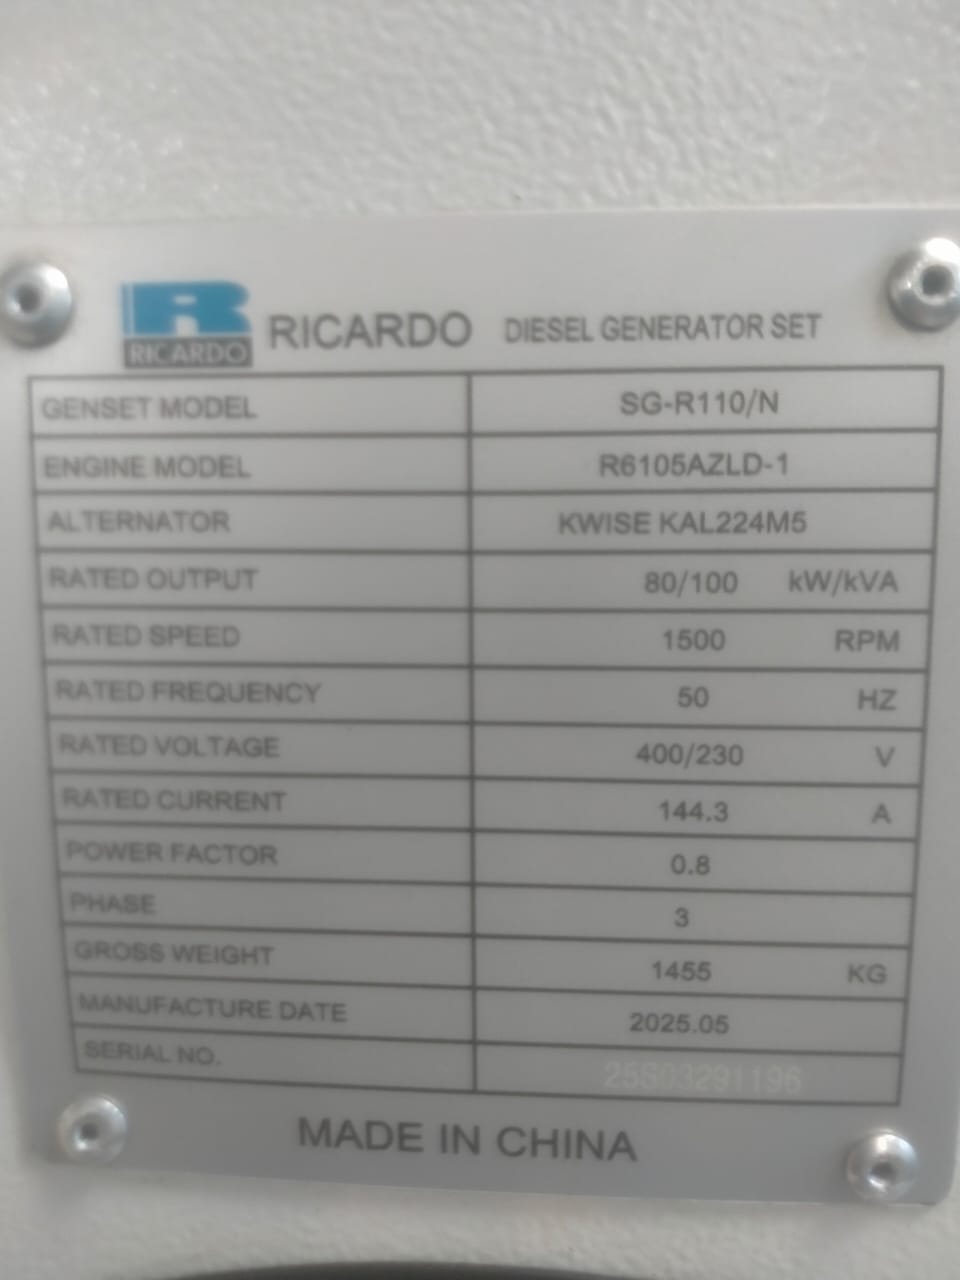 RICARDO
RICARDO DIESEL GENERATOR SET
GENSET MODEL SG-R110/N
ENGINE MODEL R6105AZLD-1
ALTERNATOR KWISE KAL224M5
RATED OUTPUT 80/100 kW/kVA
RATED SPEED 1500 RPM
RATED FREQUENCY 50 HZ
RATED VOLTAGE 400/230 V
RATED CURRENT 144.3 A
POWER FACTOR 0.8
PHASE 3
GROSS WEIGHT 1455 KG
MANUFACTURE DATE 2025.05
SERIAL NO. 25S03291196
MADE IN CHINA